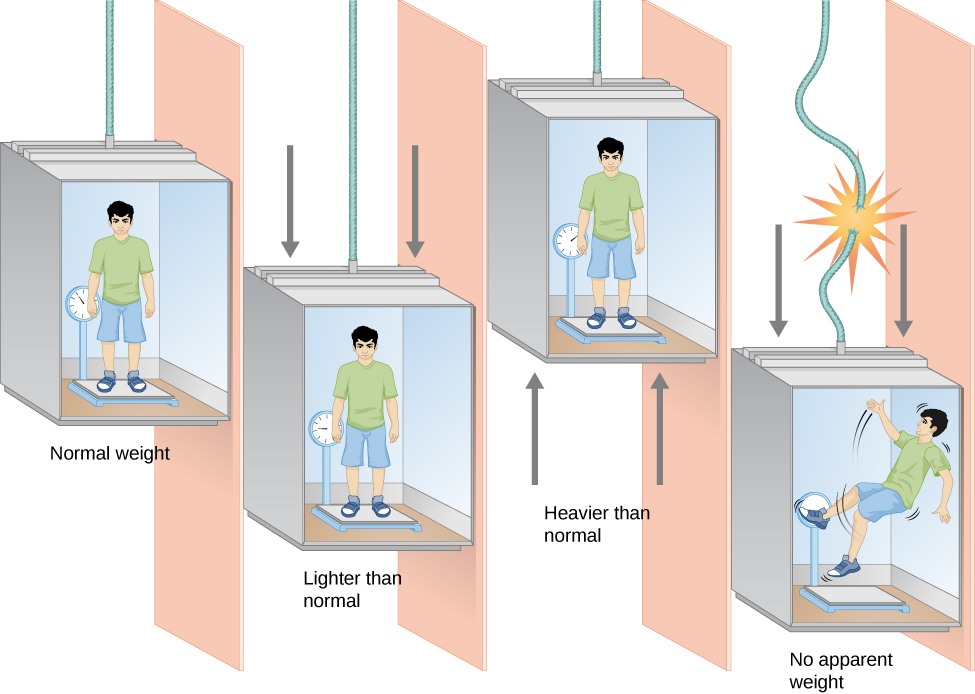 Normal weight
Lighter than
normal
Heavier than
normal
No apparent
weight